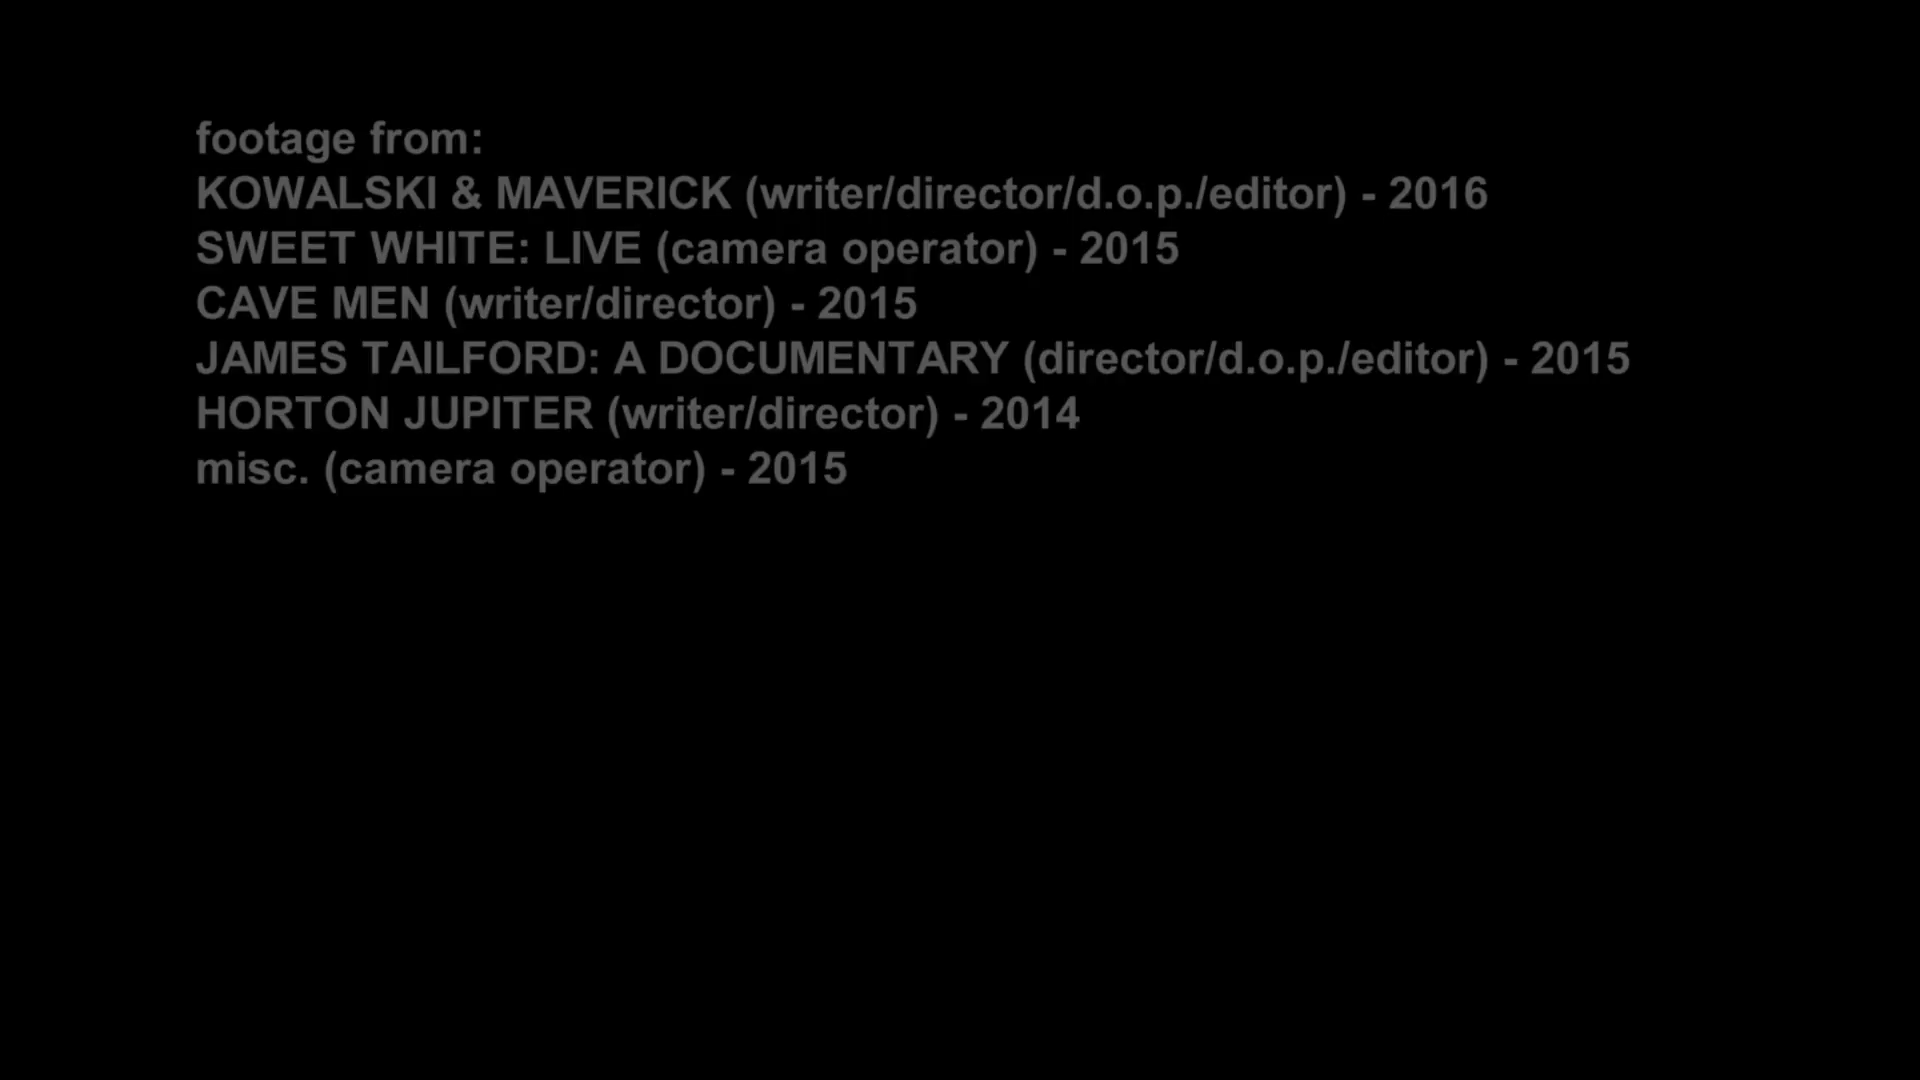 footage from:
KOWALSKI & MAVERICK (writer/director/d.o.p./editor) - 2016
SWEET WHITE: LIVE (camera operator) - 2015
CAVE MEN (writer/director) - 2015
JAMES TAILFORD: A DOCUMENTARY (director/d.o.p./editor) - 2015
HORTON JUPITER (writer/director) - 2014
misc. (camera operator) - 2015